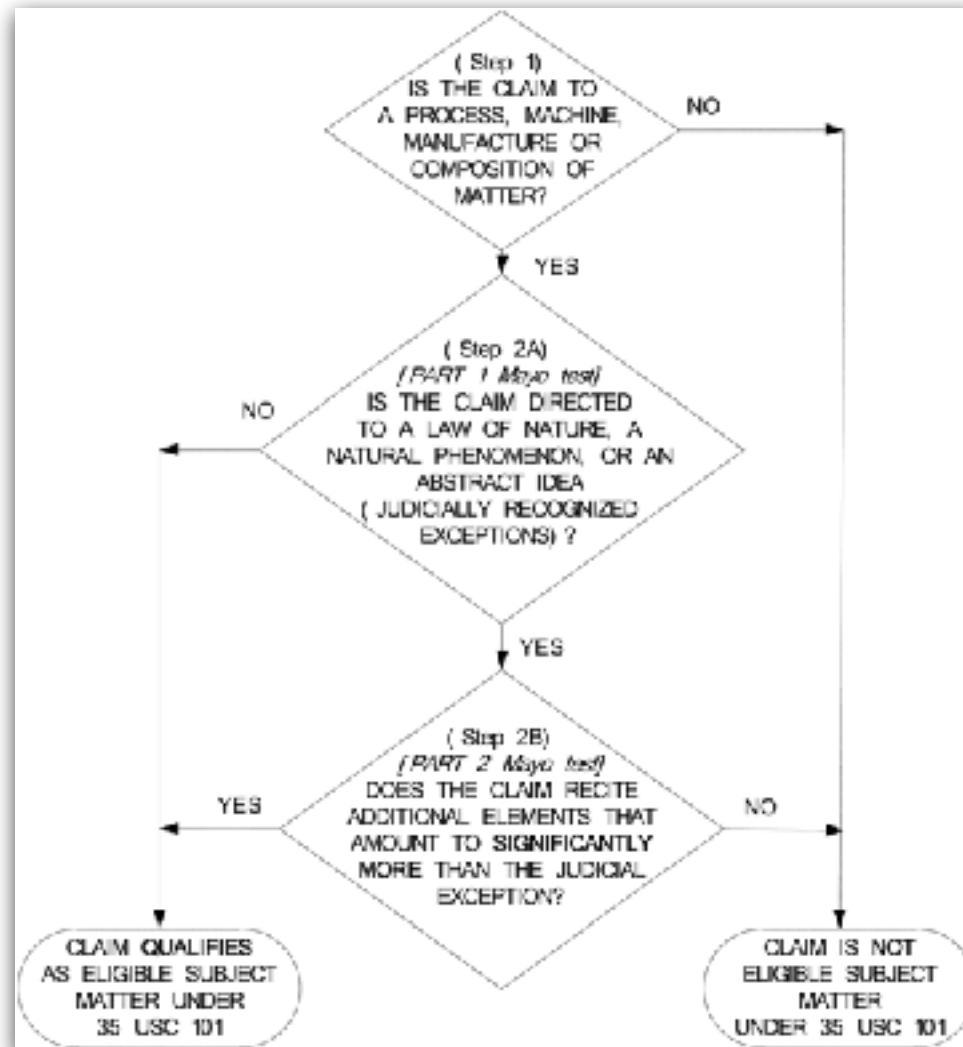 ( Step 1)
IS THE CLAIM TO
A PROCESS, MACHINE,
MANUFACTURE OR
COMPOSITION OF
MATTER?
NO
YES
( Step 2A)
[PART 1 Mayo test]
IS THE CLAIM DIRECTED
TO A LAW OF NATURE, A
NATURAL PHENOMENON, OR AN
ABSTRACT IDEA
( JUDICIALLY RECOGNIZED
EXCEPTIONS) ?
NO
YES
( Step 2B)
[PART 2 Mayo test]
DOES THE CLAIM RECITE
ADDITIONAL ELEMENTS THAT
AMOUNT TO SIGNIFICANTLY
MORE THAN THE JUDICIAL
EXCEPTION?
YES
NO
CLAIM QUALIFIES
AS ELIGIBLE SUBJECT
MATTER UNDER
35 USC 101
CLAIM IS NOT
ELIGIBLE SUBJECT
MATTER
UNDER 35 USC 101